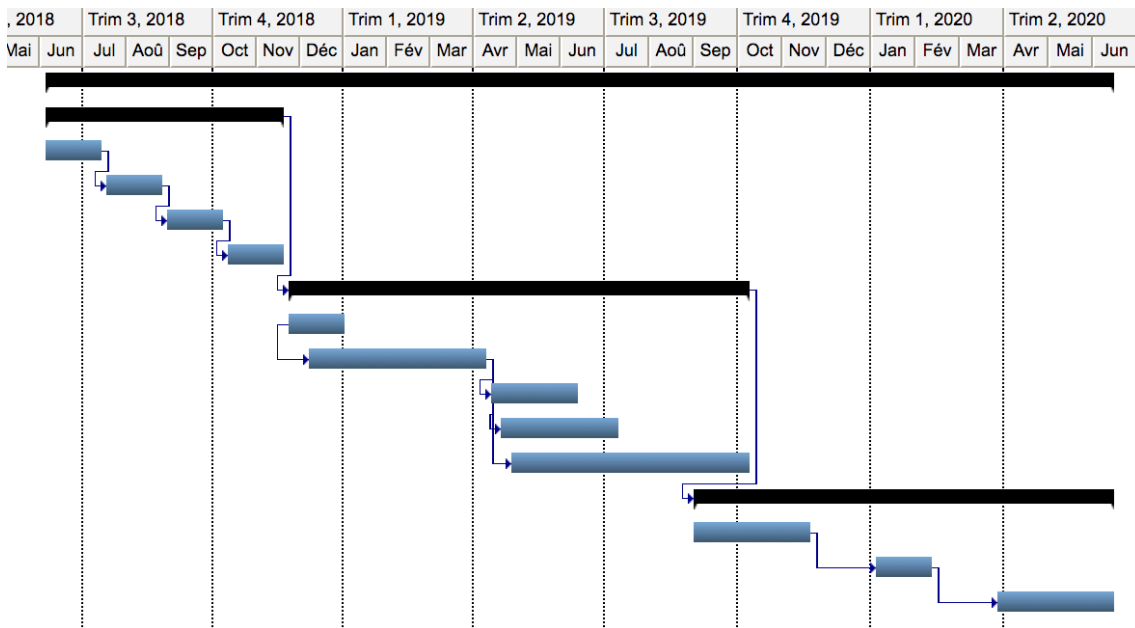 , 2018 Trim 3, 2018 Trim 4, 2018 Trim 1, 2019 Trim 2, 2019 Trim 3, 2019 Trim 4, 2019 Trim 1, 2020 Trim 2, 2020
Mai Jun Jul Aoû Sep Oct Nov Déc Jan Fév Mar Avr Mai Jun Jul Aoû Sep Oct Nov Déc Jan Fév Mar Avr Mai Jun